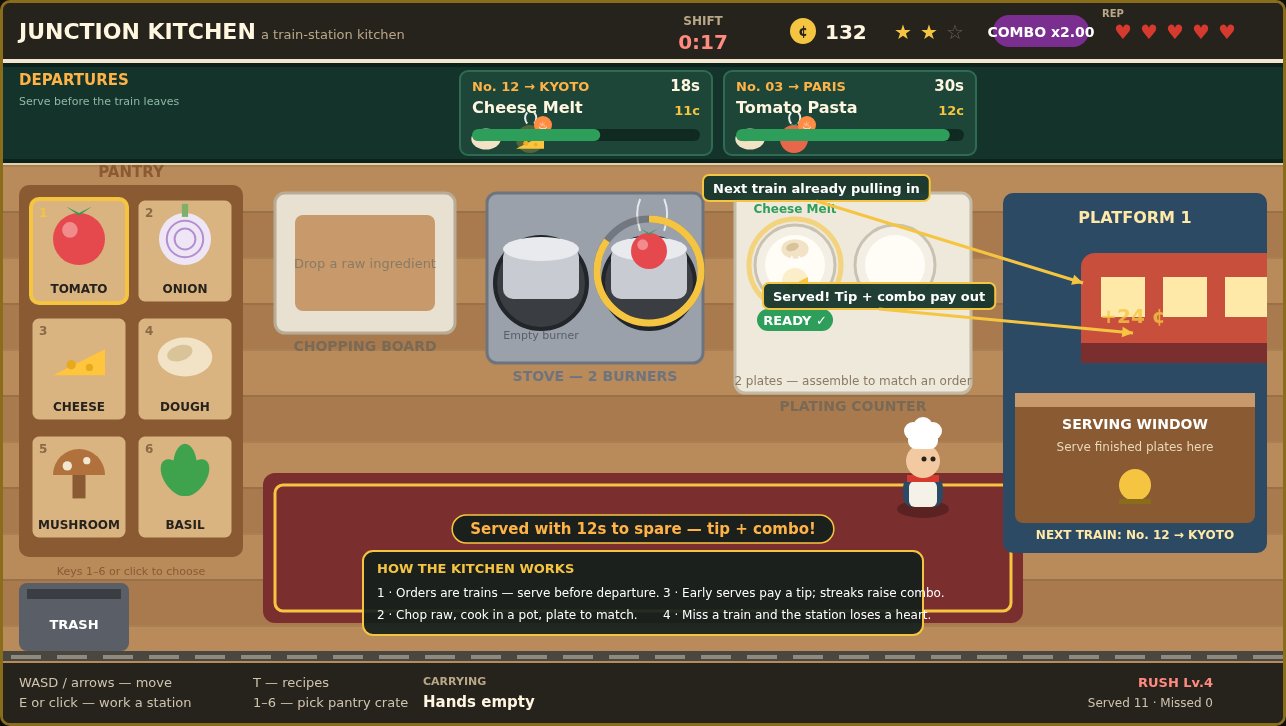 JUNCTION KITCHEN a train-station kitchen
SHIFT
0:17
¢ 132
★ ★ ☆
COMBO x2.00
REP
♥ ♥ ♥ ♥ ♥
DEPARTURES
Serve before the train leaves
No. 12 → KYOTO 18s
Cheese Melt 11c
No. 03 → PARIS 30s
Tomato Pasta 12c
PANTRY
1
TOMATO
2
ONION
3
CHEESE
4
DOUGH
5
MUSHROOM
6
BASIL
Keys 1–6 or click to choose
TRASH
Drop a raw ingredient
CHOPPING BOARD
Empty burner
STOVE — 2 BURNERS
Next train already pulling in
Cheese Melt
Served! Tip + combo pay out
READY ✓
2 plates — assemble to match an order
PLATING COUNTER
PLATFORM 1
+24 ¢
SERVING WINDOW
Serve finished plates here
NEXT TRAIN: No. 12 → KYOTO
Served with 12s to spare — tip + combo!
HOW THE KITCHEN WORKS
1 · Orders are trains — serve before departure. 3 · Early serves pay a tip; streaks raise combo.
2 · Chop raw, cook in a pot, plate to match. 4 · Miss a train and the station loses a heart.
WASD / arrows — move
E or click — work a station
T — recipes
1–6 — pick pantry crate
CARRYING
Hands empty
RUSH Lv.4
Served 11 · Missed 0